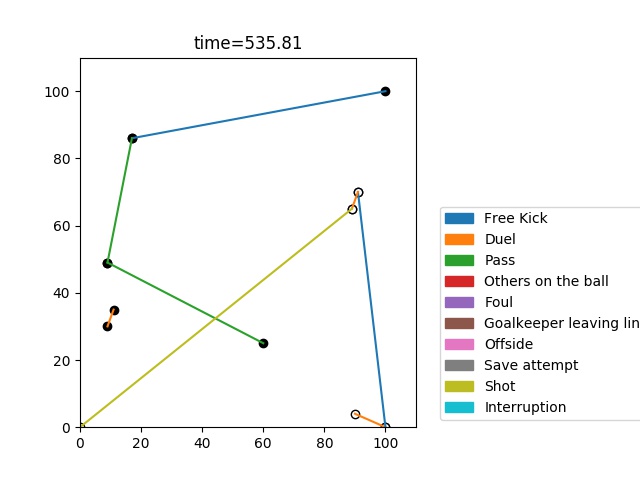 time=535.81
100
80
60
40
20
0
0 20 40 60 80 100
Free Kick
Duel
Pass
Others on the ball
Foul
Goalkeeper leaving lin
Offside
Save attempt
Shot
Interruption